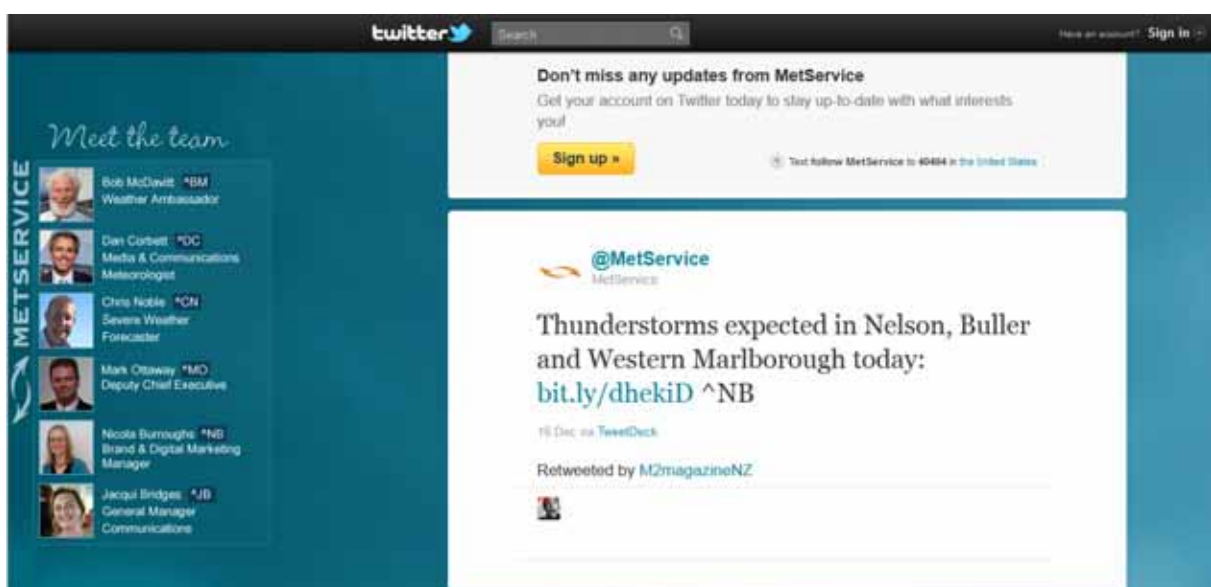 twitter
Search
Have an account? Sign in
Don't miss any updates from MetService
Get your account on Twitter today to stay up-to-date with what interests
you!
Sign up »
Text follow MetService to 40404 in the United States
Meet the team
METSERVICE
Bob McDavitt ^BM
Weather Ambassador
Dan Corbett ^DC
Media & Communications
Meteorologist
Chris Noble ^CN
Severe Weather
Forecaster
Mark Ottaway ^MO
Deputy Chief Executive
Nicola Burroughs ^NB
Brand & Digital Marketing
Manager
Jacqui Bridges ^JB
General Manager
Communications
@MetService
MetService
Thunderstorms expected in Nelson, Buller
and Western Marlborough today:
bit.ly/dhekiD ^NB
16 Dec via TweetDeck
Retweeted by M2magazineNZ